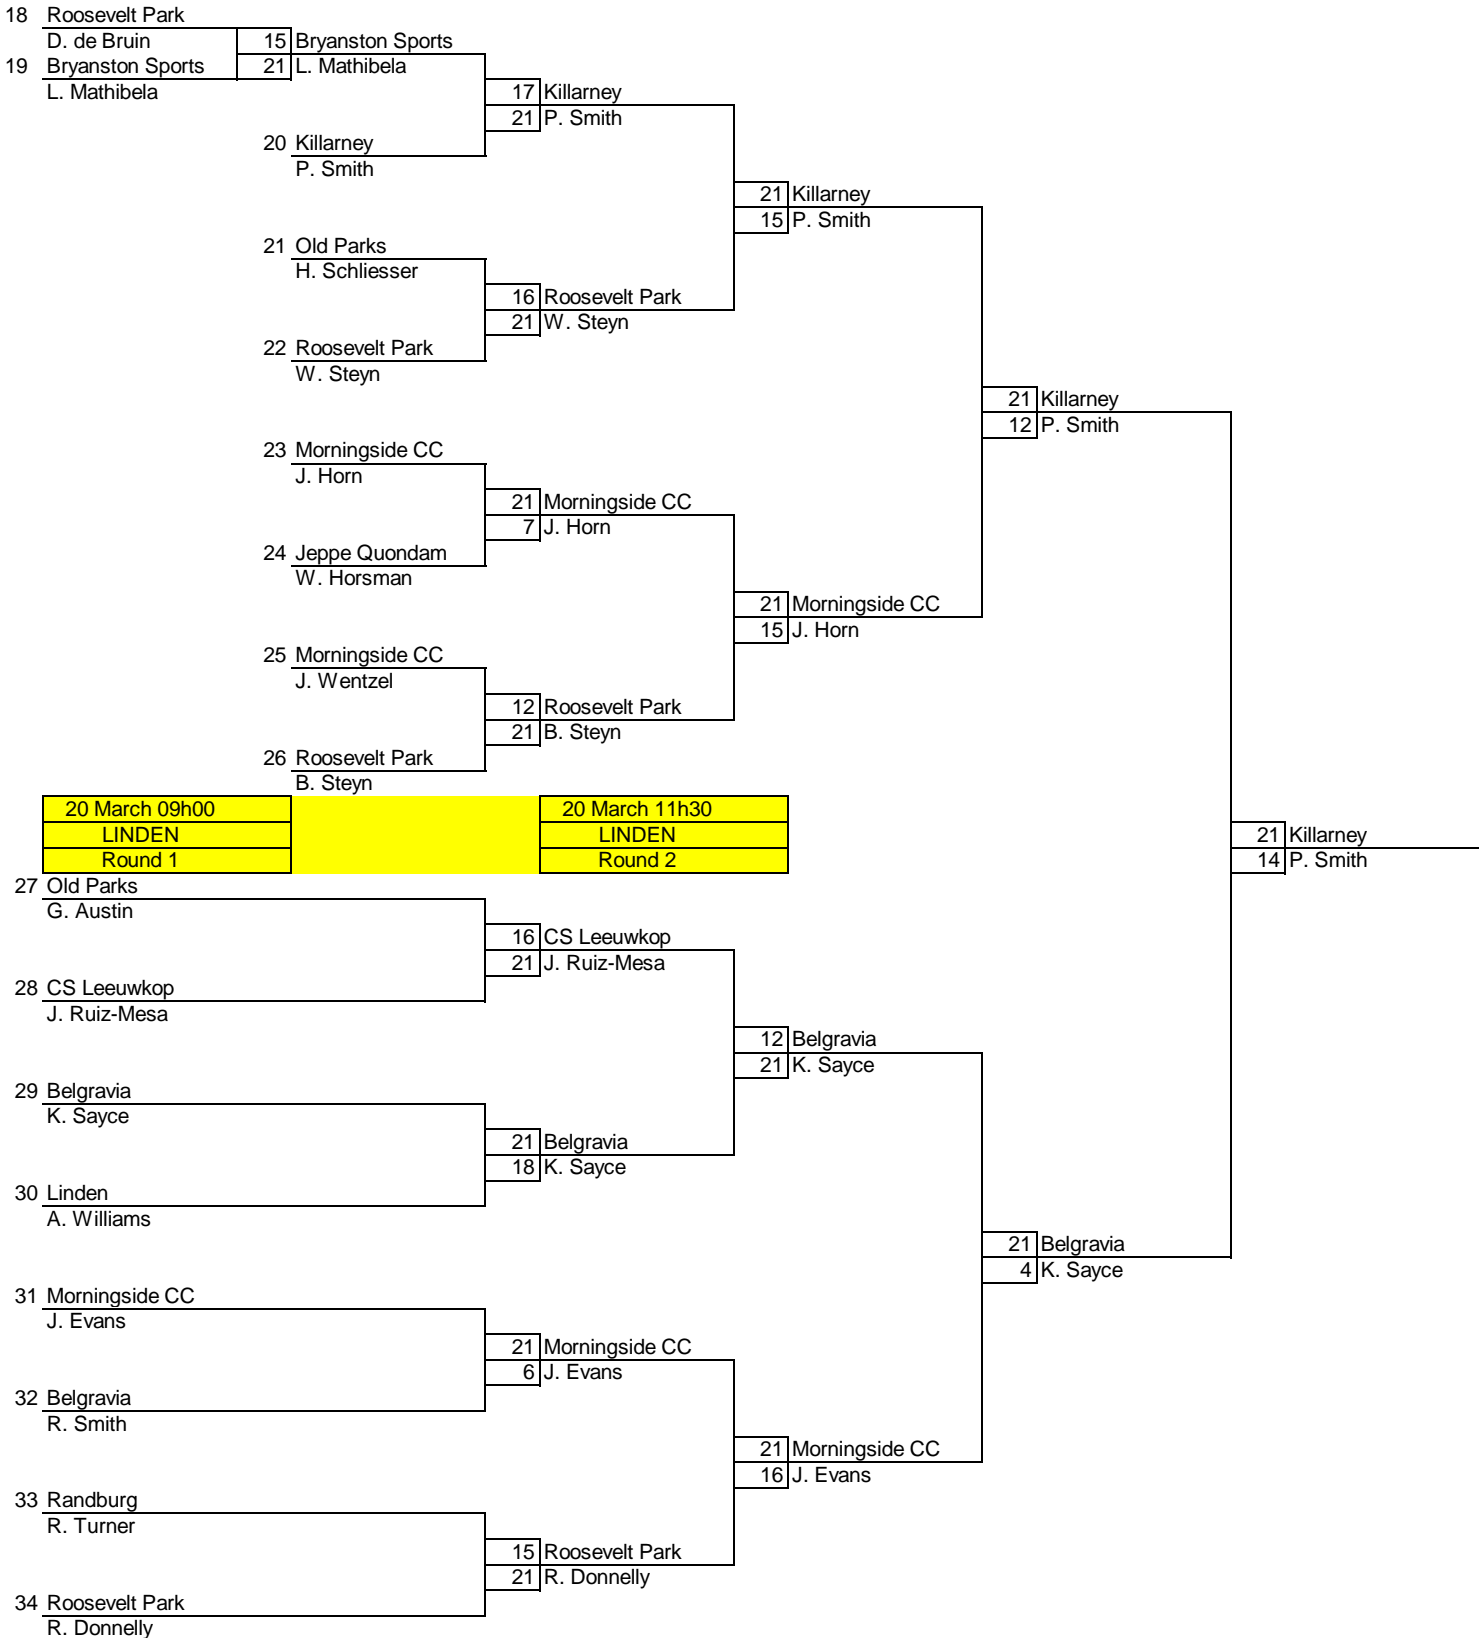 18 Roosevelt Park
D. de Bruin 15 Bryanston Sports
19 Bryanston Sports 21 L. Mathibela
L. Mathibela 17 Killarney
21 P. Smith
20 Killarney
P. Smith
21 Killarney
15 P. Smith
21 Old Parks
H. Schliesser
16 Roosevelt Park
21 W. Steyn
22 Roosevelt Park
W. Steyn
21 Killarney
12 P. Smith
23 Morningside CC
J. Horn
21 Morningside CC
7 J. Horn
24 Jeppe Quondam
W. Horsman
21 Morningside CC
15 J. Horn
25 Morningside CC
J. Wentzel
12 Roosevelt Park
21 B. Steyn
26 Roosevelt Park
B. Steyn
20 March 09h00 20 March 11h30
LINDEN LINDEN 21 Killarney
Round 1 Round 2 14 P. Smith
27 Old Parks
G. Austin
16 CS Leeuwkop
21 J. Ruiz-Mesa
28 CS Leeuwkop
J. Ruiz-Mesa
12 Belgravia
21 K. Sayce
29 Belgravia
K. Sayce
21 Belgravia
18 K. Sayce
30 Linden
A. Williams
21 Belgravia
4 K. Sayce
31 Morningside CC
J. Evans
21 Morningside CC
6 J. Evans
32 Belgravia
R. Smith
21 Morningside CC
16 J. Evans
33 Randburg
R. Turner
15 Roosevelt Park
21 R. Donnelly
34 Roosevelt Park
R. Donnelly